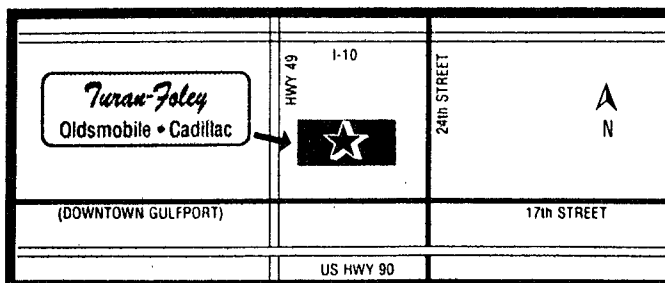 I-10
HWY 49
24th STREET
Turan-Foley
Oldsmobile • Cadillac
N
(DOWNTOWN GULFPORT)
17th STREET
US HWY 90